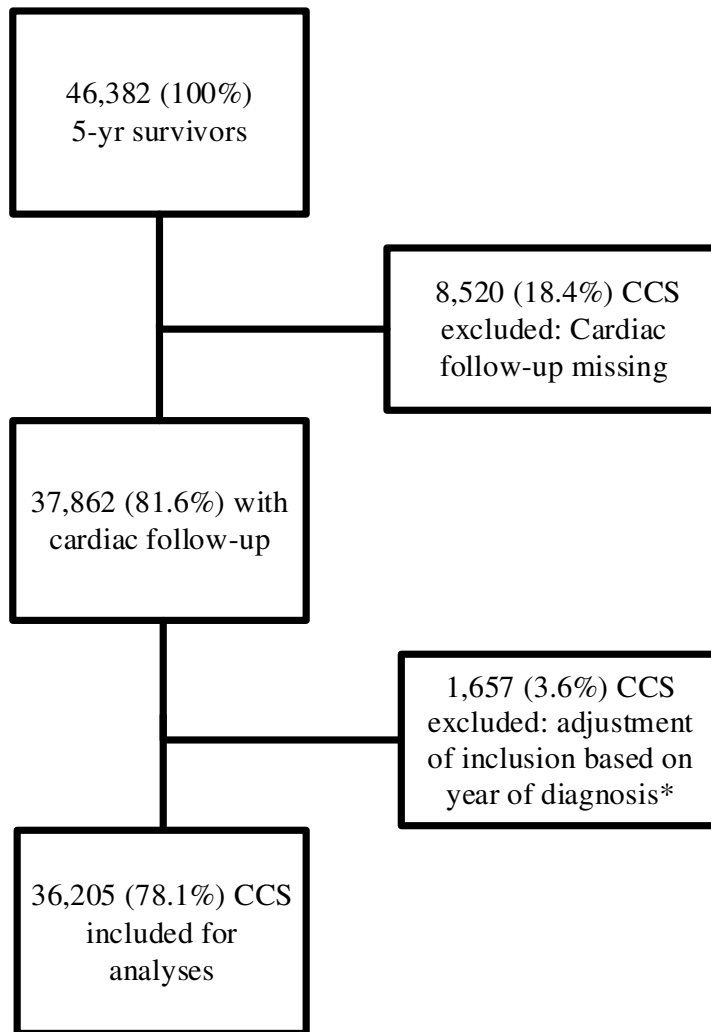 46,382 (100%)
5-yr survivors
8,520 (18.4%) CCS
excluded: Cardiac
follow-up missing
37,862 (81.6%) with
cardiac follow-up
1,657 (3.6%) CCS
excluded: adjustment
of inclusion based on
year of diagnosis*
36,205 (78.1%) CCS
included for
analyses